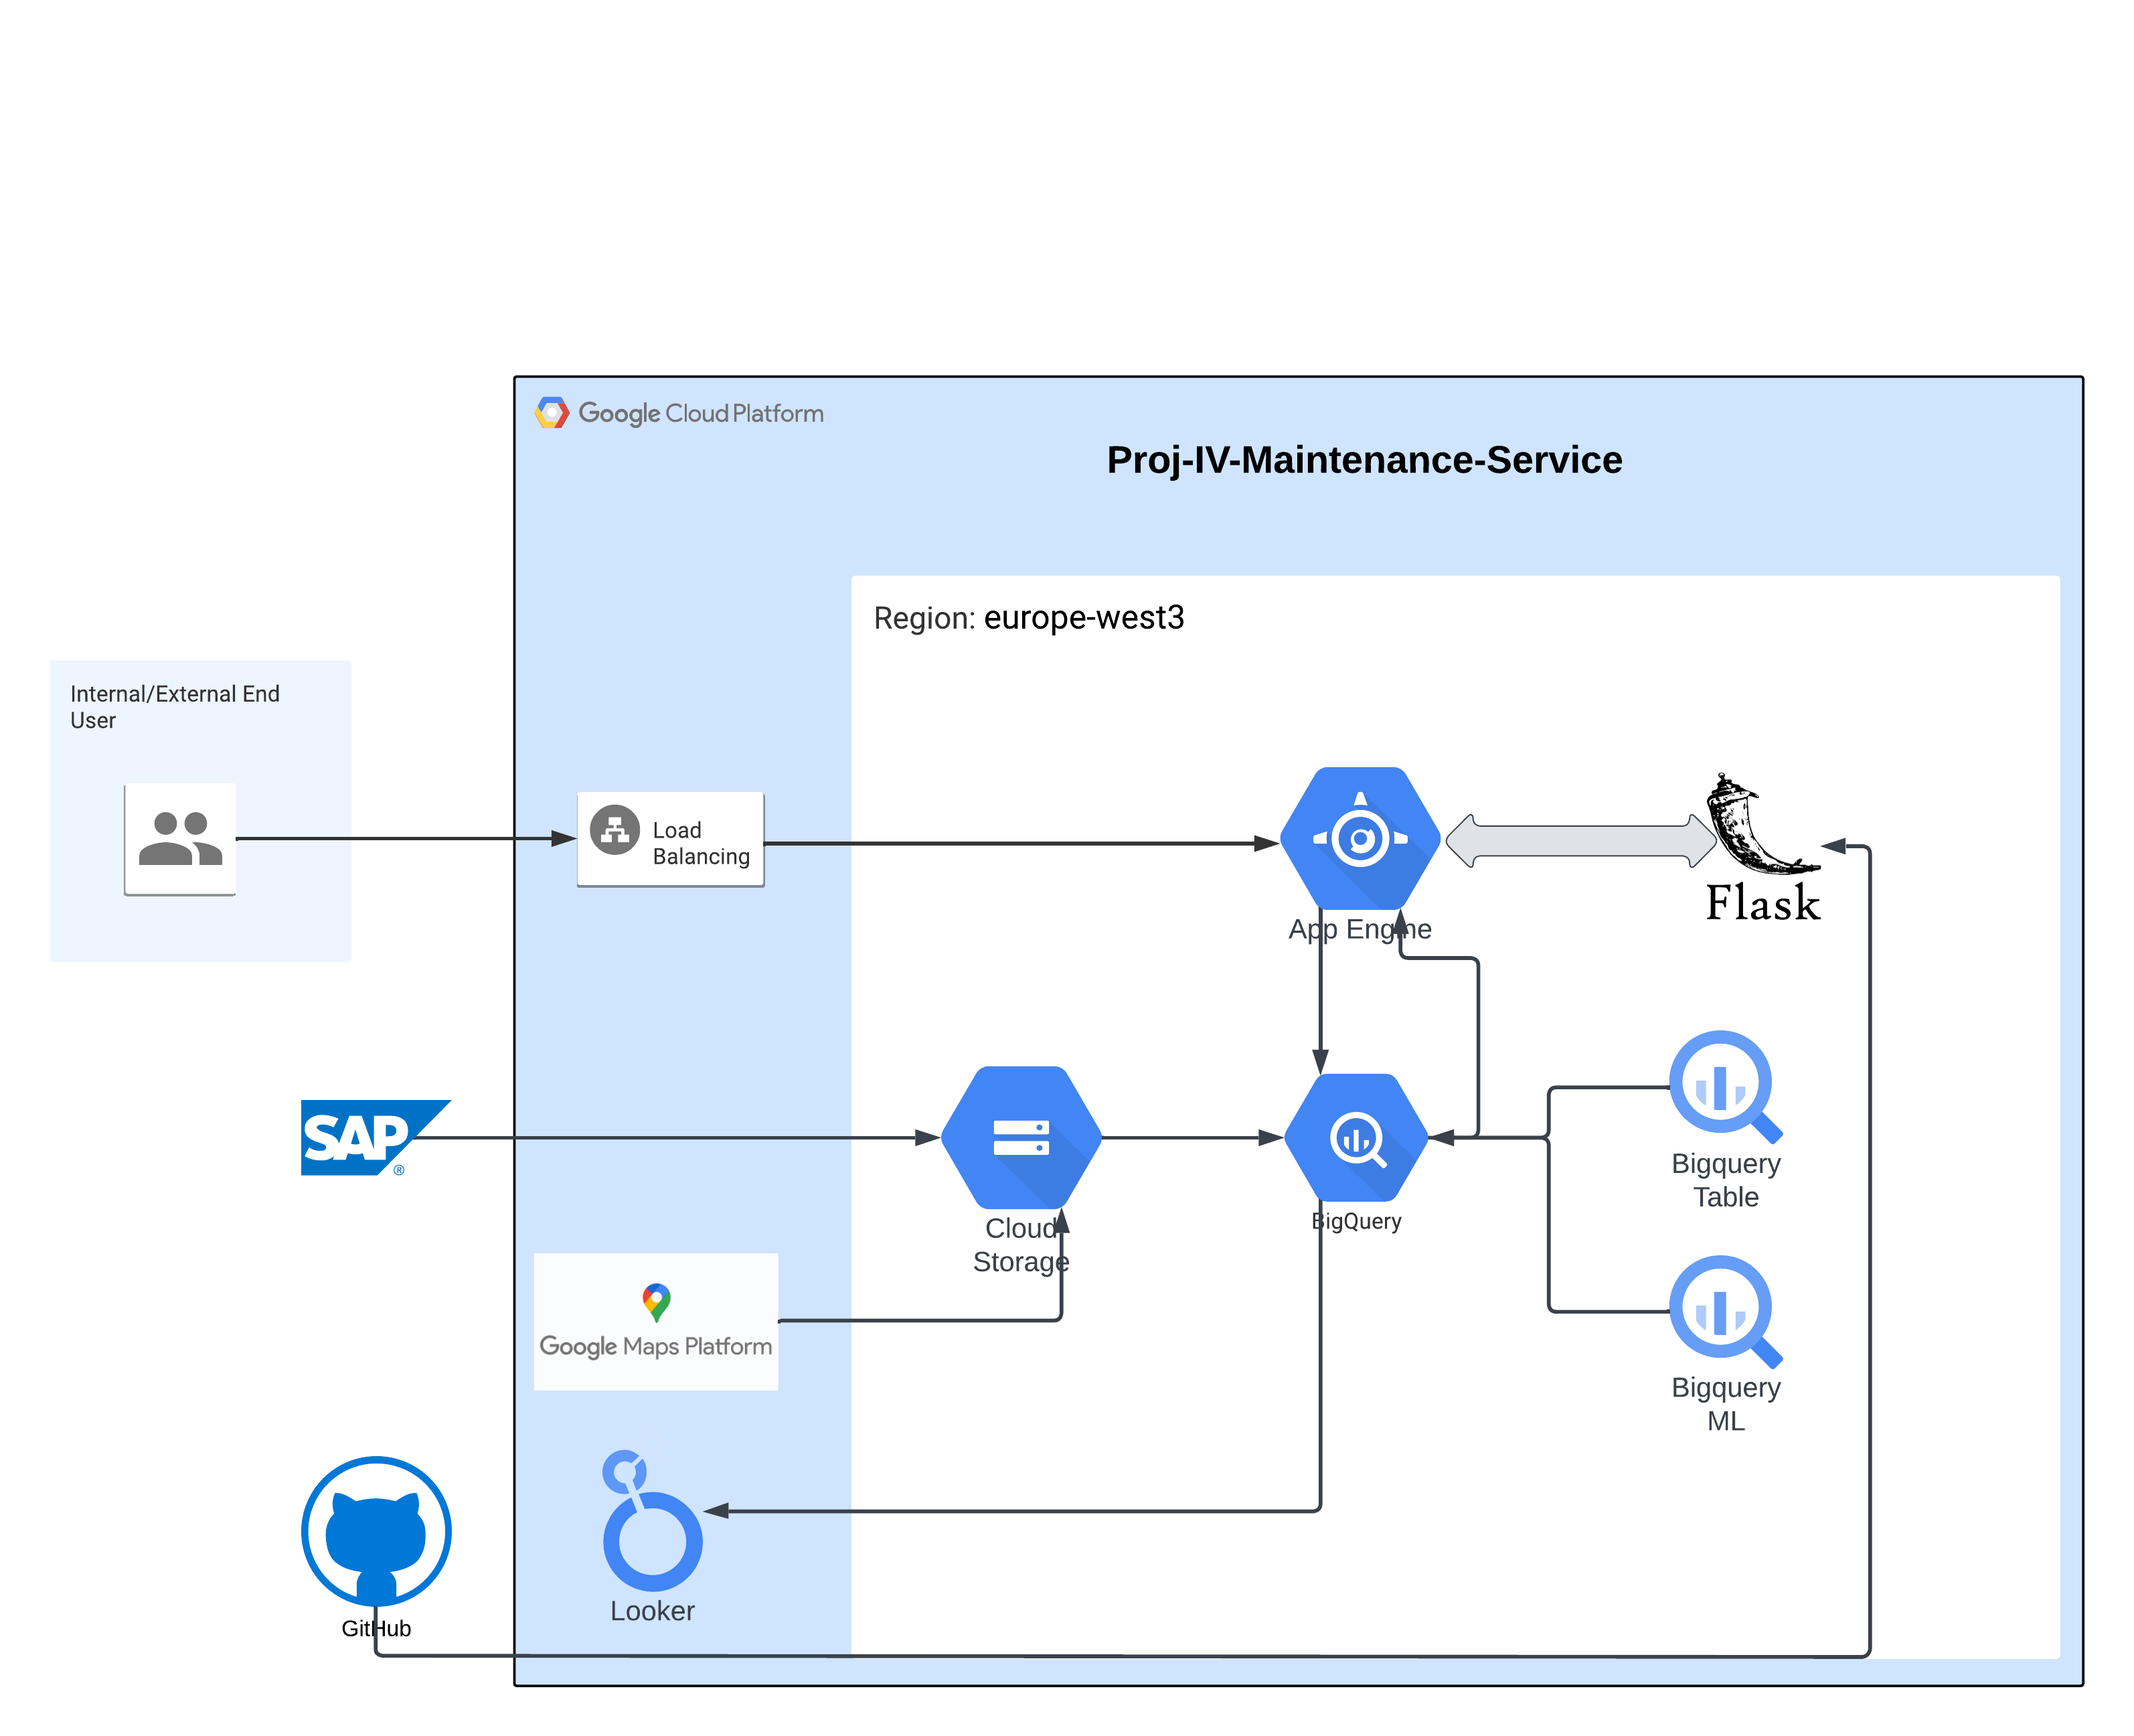 Google Cloud Platform
Proj-IV-Maintenance-Service
Region: europe-west3
Internal/External End
User
Load
Balancing
App Engine
Flask
SAP
®
Cloud
Storage
BigQuery
Bigquery
Table
Google Maps Platform
Bigquery
ML
Looker
GitHub